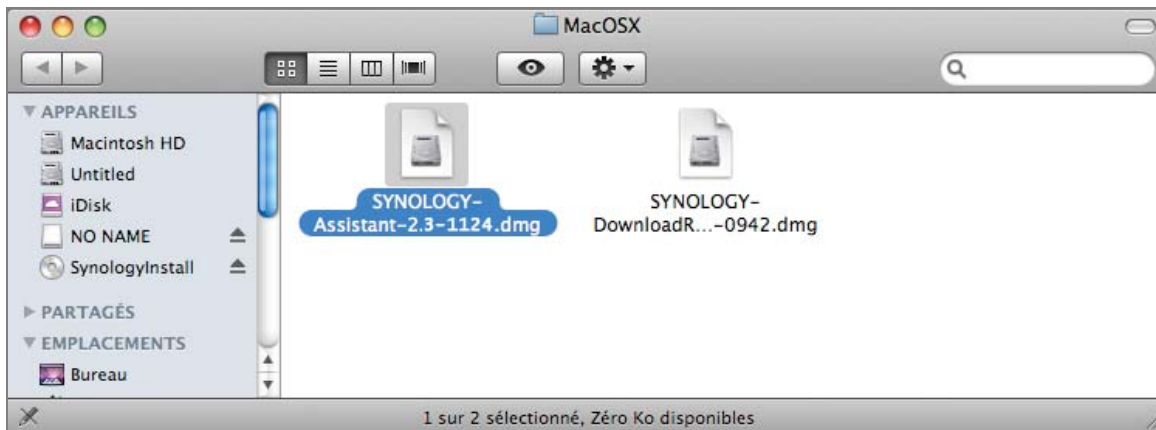 MacOSX
APPAREILS
Macintosh HD
Untitled
iDisk
NO NAME
SynologyInstall
PARTAGÉS
EMPLACEMENTS
Bureau
SYNOLOGY-
Assistant-2.3-1124.dmg
SYNOLOGY-
DownloadR...-0942.dmg
1 sur 2 sélectionné, Zéro Ko disponibles